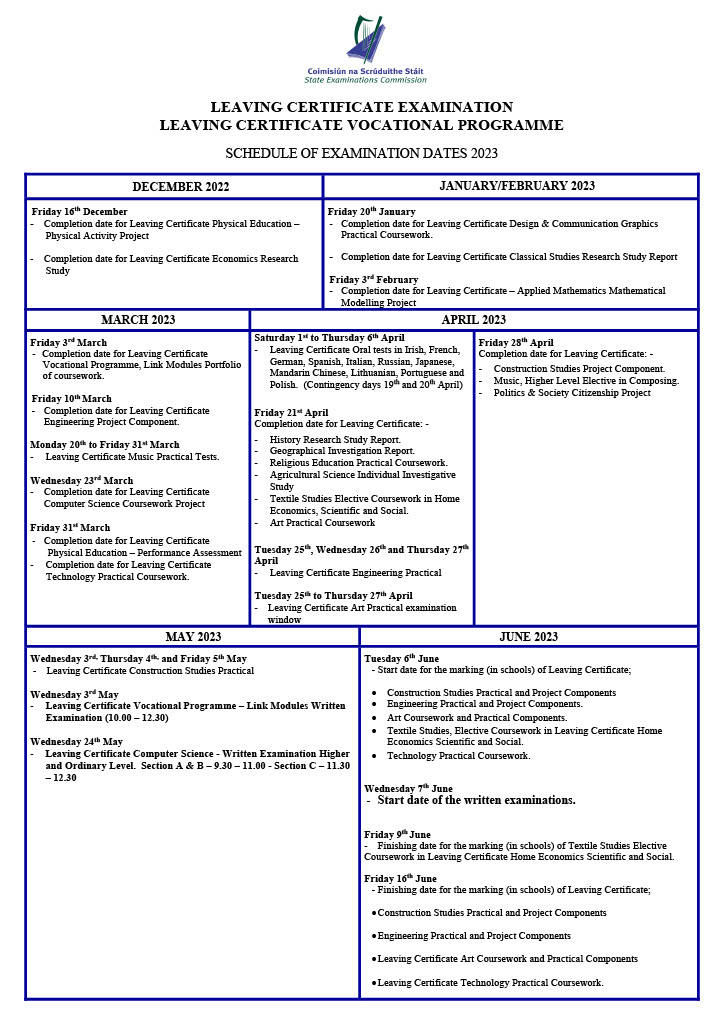 Coimisiún na Scrúduithe Stáit
State Examinations Commission
LEAVING CERTIFICATE EXAMINATION
LEAVING CERTIFICATE VOCATIONAL PROGRAMME
SCHEDULE OF EXAMINATION DATES 2023
DECEMBER 2022
Friday 16th December
- Completion date for Leaving Certificate Physical Education –
Physical Activity Project
- Completion date for Leaving Certificate Economics Research
Study
JANUARY/FEBRUARY 2023
Friday 20th January
- Completion date for Leaving Certificate Design & Communication Graphics
Practical Coursework.
- Completion date for Leaving Certificate Classical Studies Research Study Report
Friday 3rd February
- Completion date for Leaving Certificate – Applied Mathematics Mathematical
Modelling Project
MARCH 2023
Friday 3rd March
- Completion date for Leaving Certificate
Vocational Programme, Link Modules Portfolio
of coursework.
Friday 10th March
- Completion date for Leaving Certificate
Engineering Project Component.
Monday 20th to Friday 31st March
- Leaving Certificate Music Practical Tests.
Wednesday 23rd March
- Completion date for Leaving Certificate
Computer Science Coursework Project
Friday 31st March
- Completion date for Leaving Certificate
Physical Education – Performance Assessment
- Completion date for Leaving Certificate
Technology Practical Coursework.
APRIL 2023
Saturday 1st to Thursday 6th April
- Leaving Certificate Oral tests in Irish, French,
German, Spanish, Italian, Russian, Japanese,
Mandarin Chinese, Lithuanian, Portuguese and
Polish. (Contingency days 19th and 20th April)
Friday 21st April
Completion date for Leaving Certificate: -
- History Research Study Report.
- Geographical Investigation Report.
- Religious Education Practical Coursework.
- Agricultural Science Individual Investigative
Study
- Textile Studies Elective Coursework in Home
Economics, Scientific and Social.
- Art Practical Coursework
Tuesday 25th, Wednesday 26th and Thursday 27th
April
- Leaving Certificate Engineering Practical
Tuesday 25th to Thursday 27th April
- Leaving Certificate Art Practical examination
window
Friday 28th April
Completion date for Leaving Certificate: -
- Construction Studies Project Component.
- Music, Higher Level Elective in Composing.
- Politics & Society Citizenship Project
MAY 2023
Wednesday 3rd, Thursday 4th, and Friday 5th May
- Leaving Certificate Construction Studies Practical
Wednesday 3rd May
- Leaving Certificate Vocational Programme – Link Modules Written
Examination (10.00 – 12.30)
Wednesday 24th May
- Leaving Certificate Computer Science - Written Examination Higher
and Ordinary Level. Section A & B – 9.30 – 11.00 - Section C – 11.30
– 12.30
JUNE 2023
Tuesday 6th June
- Start date for the marking (in schools) of Leaving Certificate;
• Construction Studies Practical and Project Components
• Engineering Practical and Project Components.
• Art Coursework and Practical Components.
• Textile Studies, Elective Coursework in Leaving Certificate Home
Economics Scientific and Social.
• Technology Practical Coursework.
Wednesday 7th June
- Start date of the written examinations.
Friday 9th June
- Finishing date for the marking (in schools) of Textile Studies Elective
Coursework in Leaving Certificate Home Economics Scientific and Social.
Friday 16th June
- Finishing date for the marking (in schools) of Leaving Certificate;
• Construction Studies Practical and Project Components
• Engineering Practical and Project Components
• Leaving Certificate Art Coursework and Practical Components
• Leaving Certificate Technology Practical Coursework.